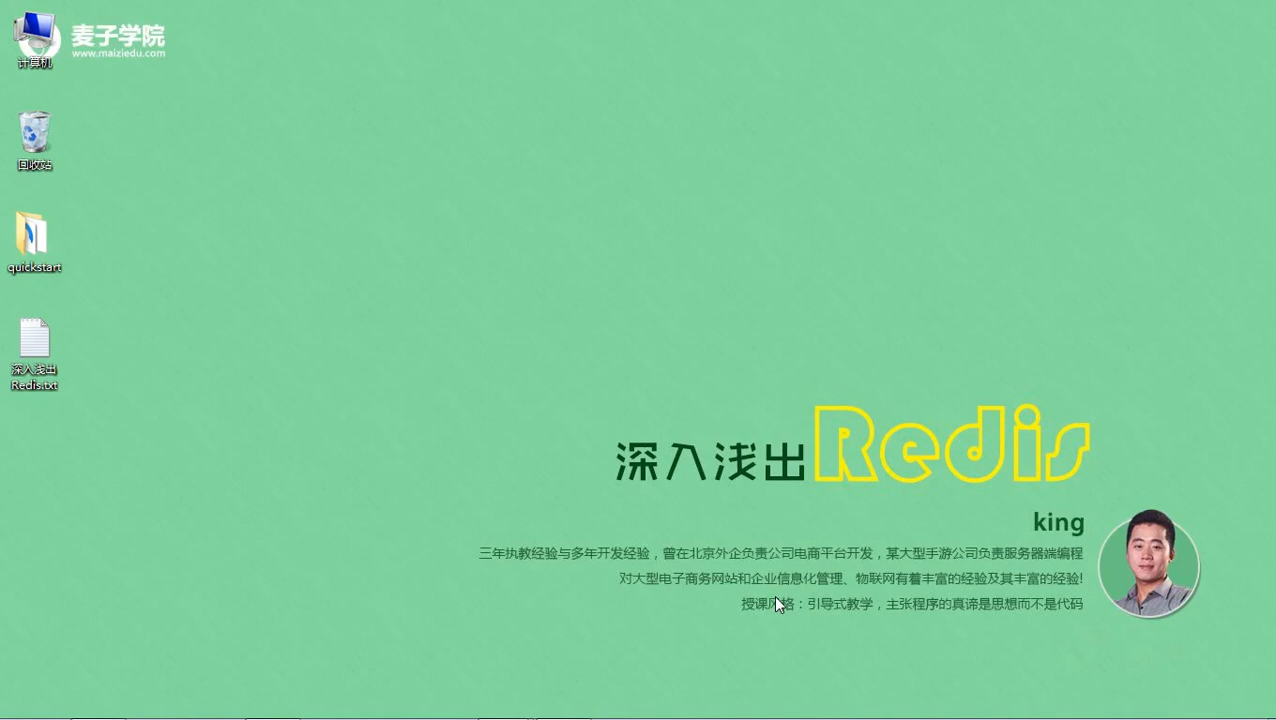 麦子学院
www.maiziedu.com
计算机
回收站
quickstart
深入浅出
Redis.txt
深入浅出Redis
king
三年执教经验与多年开发经验，曾在北京外企负责公司电商平台开发，某大型手游公司负责服务器端编程
对大型电子商务网站和企业信息化管理、物联网有着丰富的经验及其丰富的经验!
授课风格：引导式教学，主张程序的真谛是思想而不是代码